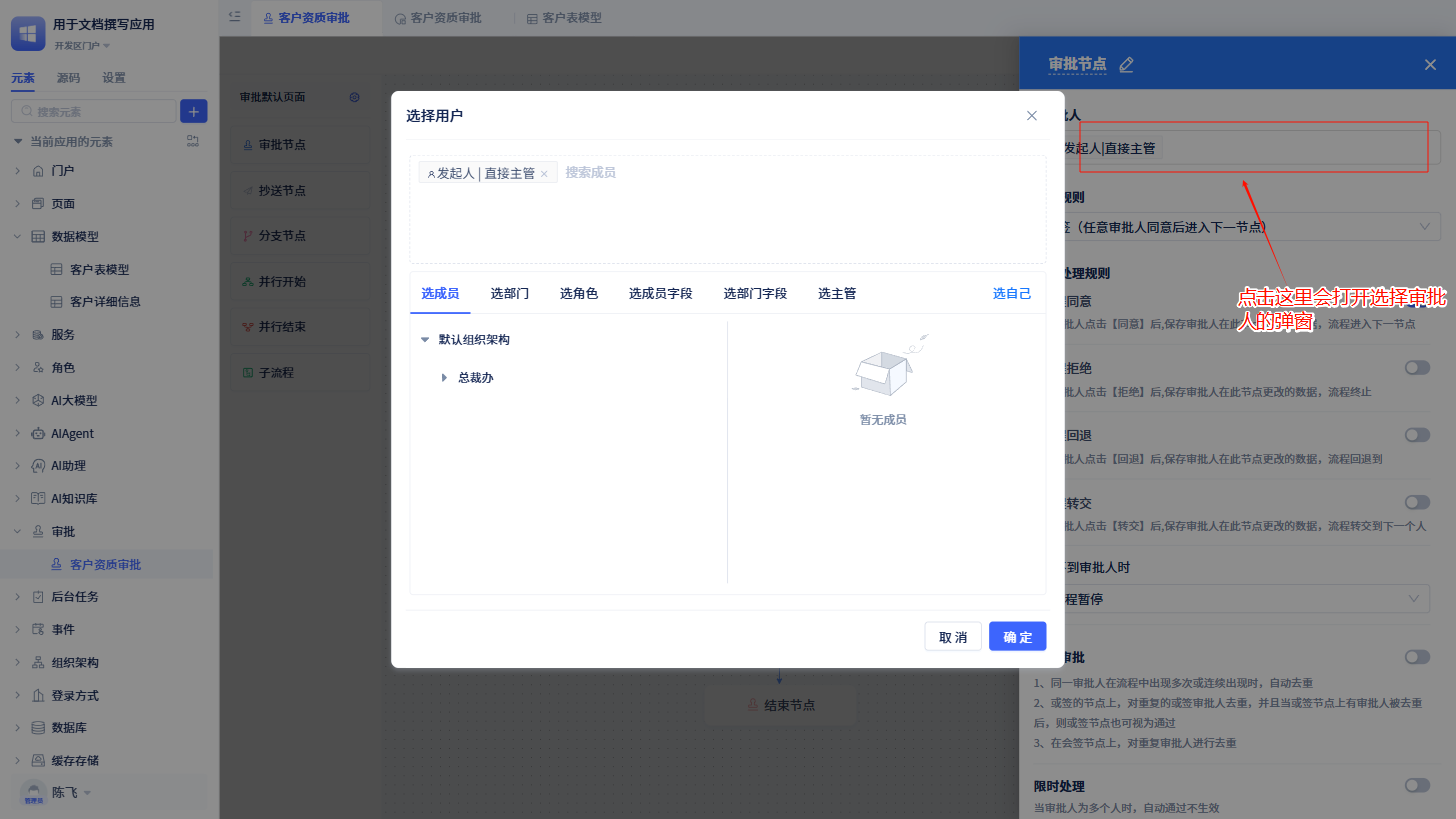 用于文档撰写应用
开发区门户
元素
源码
设置
搜索元素
当前应用的元素
门户
页面
数据模型
客户表模型
客户详细信息
服务
角色
AI大模型
AIAgent
AI助理
AI知识库
审批
客户资质审批
后台任务
事件
组织架构
登录方式
数据库
缓存存储
管理员
陈飞
客户资质审批
客户资质审批
客户表模型
审批默认页面
审批节点
抄送节点
分支节点
并行开始
并行结束
子流程
结束节点
选择用户
发起人 | 直接主管
搜索成员
选成员
选部门
选角色
选成员字段
选部门字段
选主管
选自己
默认组织架构
总裁办
暂无成员
取 消
确 定
审批节点
人
发起人|直接主管
规则
签（任意审批人同意后进入下一节点）
处理规则
同意
批人点击【同意】后,保存审批人在此节点更改的数据，流程进入下一节点
点击这里会打开选择审批
人的弹窗
拒绝
批人点击【拒绝】后,保存审批人在此节点更改的数据，流程终止
回退
批人点击【回退】后,保存审批人在此节点更改的数据，流程回退到
转交
批人点击【转交】后,保存审批人在此节点更改的数据，流程转交到下一个人
到审批人时
程暂停
审批
1、同一审批人在流程中出现多次或连续出现时，自动去重
2、或签的节点上，对重复的或签审批人去重，并且当或签节点上有审批人被去重
后，则或签节点也可视为通过
3、在会签节点上，对重复审批人进行去重
限时处理
当审批人为多个人时，自动通过不生效